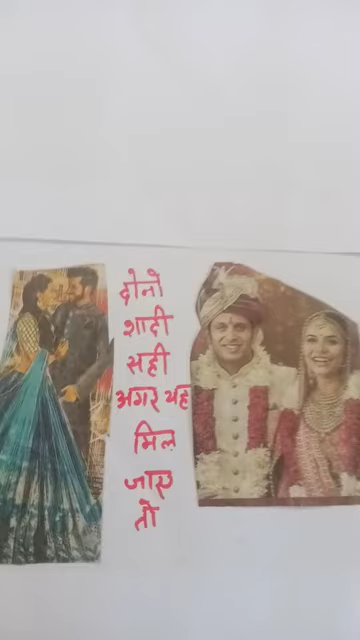 दोनो
शादी
सही
अगर यह
मिल
जाए
तो